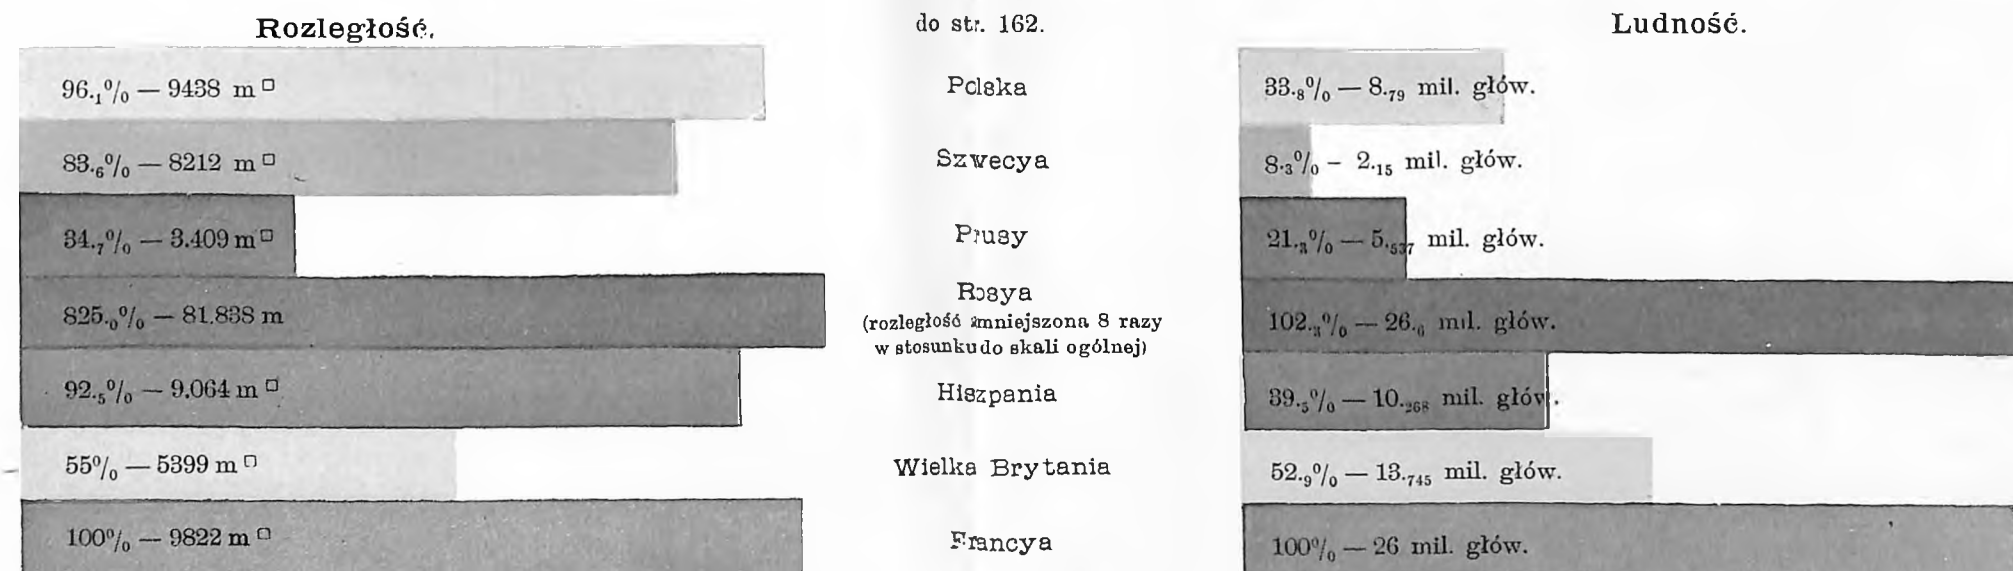 Rozległość.
do str. 162.
Ludność.
96.₁% — 9438 m □
Polska
33.₈% — 8.₇₉ mil. głów.
83.₆% — 8212 m □
Szwecya
8.₃% – 2.₁₅ mil. głów.
34.₇% — 3.409 m □
Prusy
21.₃% — 5.₅₃₇ mil. głów.
825.₀% — 81.838 m
Rosya
(rozległość zmniejszona 8 razy
w stosunku do skali ogólnej)
102.₃% — 26.₆ mil. głów.
92.₅% — 9.064 m □
Hiszpania
39.₅% — 10.₂₆₈ mil. głów.
55% — 5399 m □
Wielka Brytania
52.₉% — 13.₇₄₅ mil. głów.
100% — 9822 m □
Francya
100% — 26 mil. głów.